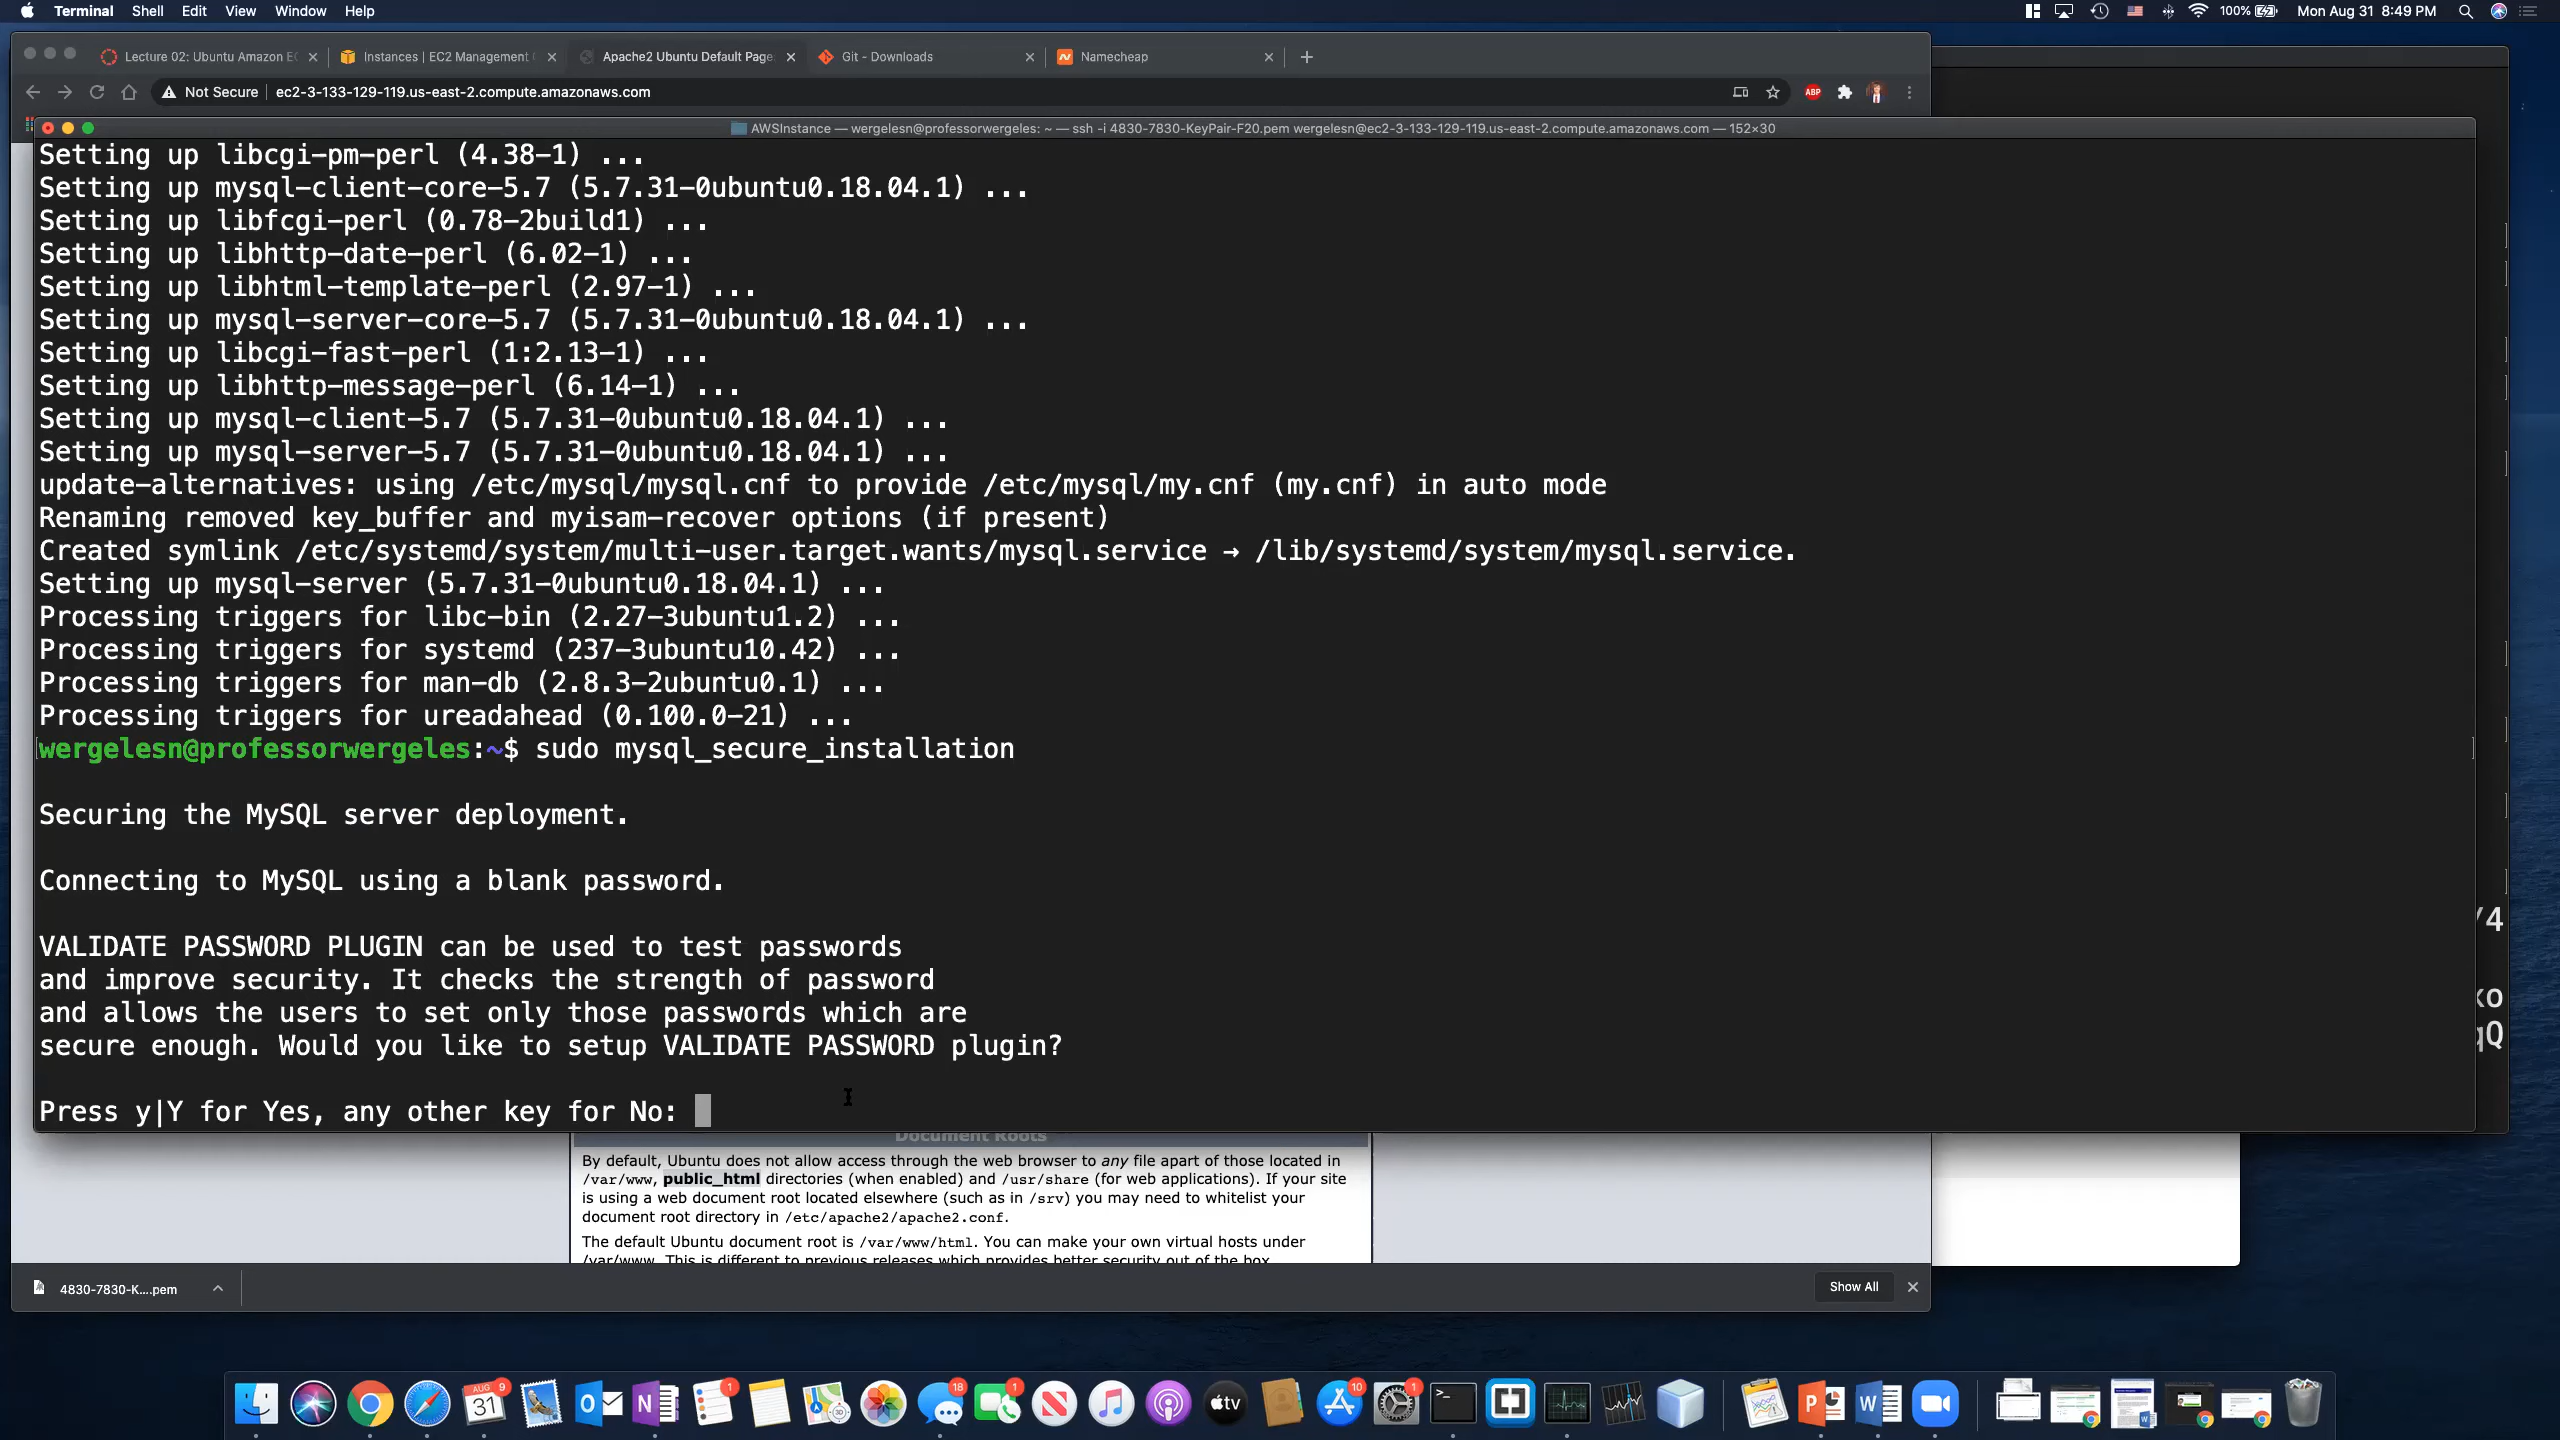 Terminal Shell Edit View Window Help 100% Mon Aug 31 8:49 PM
Lecture 02: Ubuntu Amazon EC Instances | EC2 Management Apache2 Ubuntu Default Page Git - Downloads Namecheap
Not Secure ec2-3-133-129-119.us-east-2.compute.amazonaws.com ABP
AWSInstance — wergelesn@professorwergeles: ~ — ssh -i 4830-7830-KeyPair-F20.pem wergelesn@ec2-3-133-129-119.us-east-2.compute.amazonaws.com — 152×30
Setting up libcgi-pm-perl (4.38-1) ...
Setting up mysql-client-core-5.7 (5.7.31-0ubuntu0.18.04.1) ...
Setting up libfcgi-perl (0.78-2build1) ...
Setting up libhttp-date-perl (6.02-1) ...
Setting up libhtml-template-perl (2.97-1) ...
Setting up mysql-server-core-5.7 (5.7.31-0ubuntu0.18.04.1) ...
Setting up libcgi-fast-perl (1:2.13-1) ...
Setting up libhttp-message-perl (6.14-1) ...
Setting up mysql-client-5.7 (5.7.31-0ubuntu0.18.04.1) ...
Setting up mysql-server-5.7 (5.7.31-0ubuntu0.18.04.1) ...
update-alternatives: using /etc/mysql/mysql.cnf to provide /etc/mysql/my.cnf (my.cnf) in auto mode
Renaming removed key_buffer and myisam-recover options (if present)
Created symlink /etc/systemd/system/multi-user.target.wants/mysql.service → /lib/systemd/system/mysql.service.
Setting up mysql-server (5.7.31-0ubuntu0.18.04.1) ...
Processing triggers for libc-bin (2.27-3ubuntu1.2) ...
Processing triggers for systemd (237-3ubuntu10.42) ...
Processing triggers for man-db (2.8.3-2ubuntu0.1) ...
Processing triggers for ureadahead (0.100.0-21) ...
wergelesn@professorwergeles:~$ sudo mysql_secure_installation
Securing the MySQL server deployment.
Connecting to MySQL using a blank password.
VALIDATE PASSWORD PLUGIN can be used to test passwords
and improve security. It checks the strength of password
and allows the users to set only those passwords which are
secure enough. Would you like to setup VALIDATE PASSWORD plugin?
Press y|Y for Yes, any other key for No:
Document Roots
By default, Ubuntu does not allow access through the web browser to any file apart of those located in
/var/www, public_html directories (when enabled) and /usr/share (for web applications). If your site
is using a web document root located elsewhere (such as in /srv) you may need to whitelist your
document root directory in /etc/apache2/apache2.conf.
The default Ubuntu document root is /var/www/html. You can make your own virtual hosts under
/var/www. This is different to previous releases which provides better security out of the box.
4830-7830-K....pem Show All